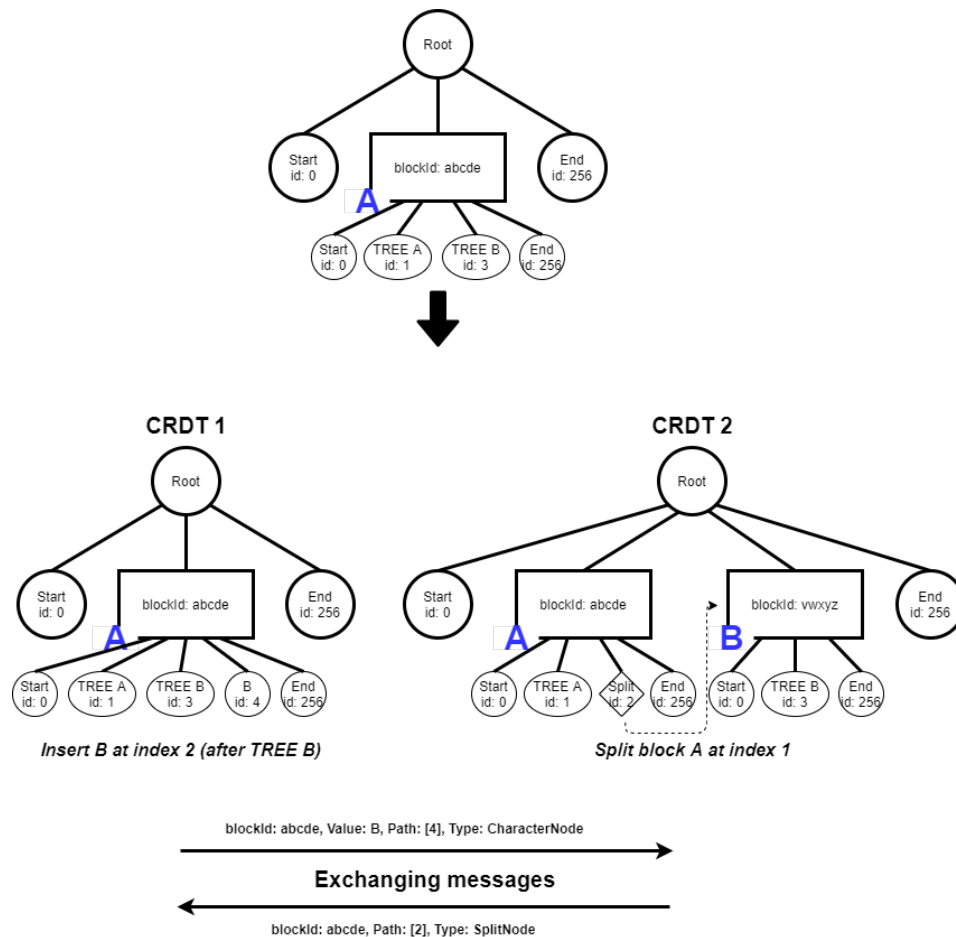 Root
Start
id: 0
blockId: abcde
End
id: 256
A
Start
id: 0
TREE A
id: 1
TREE B
id: 3
End
id: 256
CRDT 1
Root
Start
id: 0
blockId: abcde
End
id: 256
A
Start
id: 0
TREE A
id: 1
TREE B
id: 3
B
id: 4
End
id: 256
Insert B at index 2 (after TREE B)
CRDT 2
Root
Start
id: 0
blockId: abcde
blockId: vwxyz
End
id: 256
A
B
Start
id: 0
TREE A
id: 1
Split
id: 2
End
id: 256
Start
id: 0
TREE B
id: 3
End
id: 256
Split block A at index 1
blockId: abcde, Value: B, Path: [4], Type: CharacterNode
Exchanging messages
blockId: abcde, Path: [2], Type: SplitNode